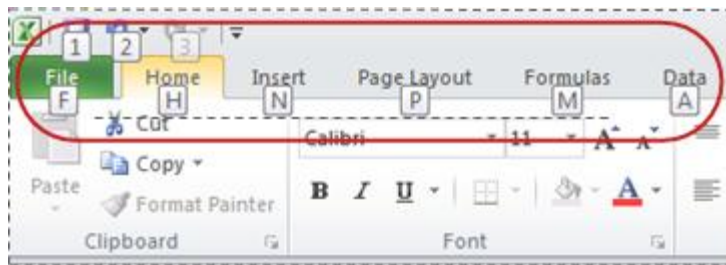 1 2 3
File Home Insert Page Layout Formulas Data
F H N P M A
Cut
Calibri 11 A A
Copy
Paste
B I U A
Format Painter
Clipboard Font